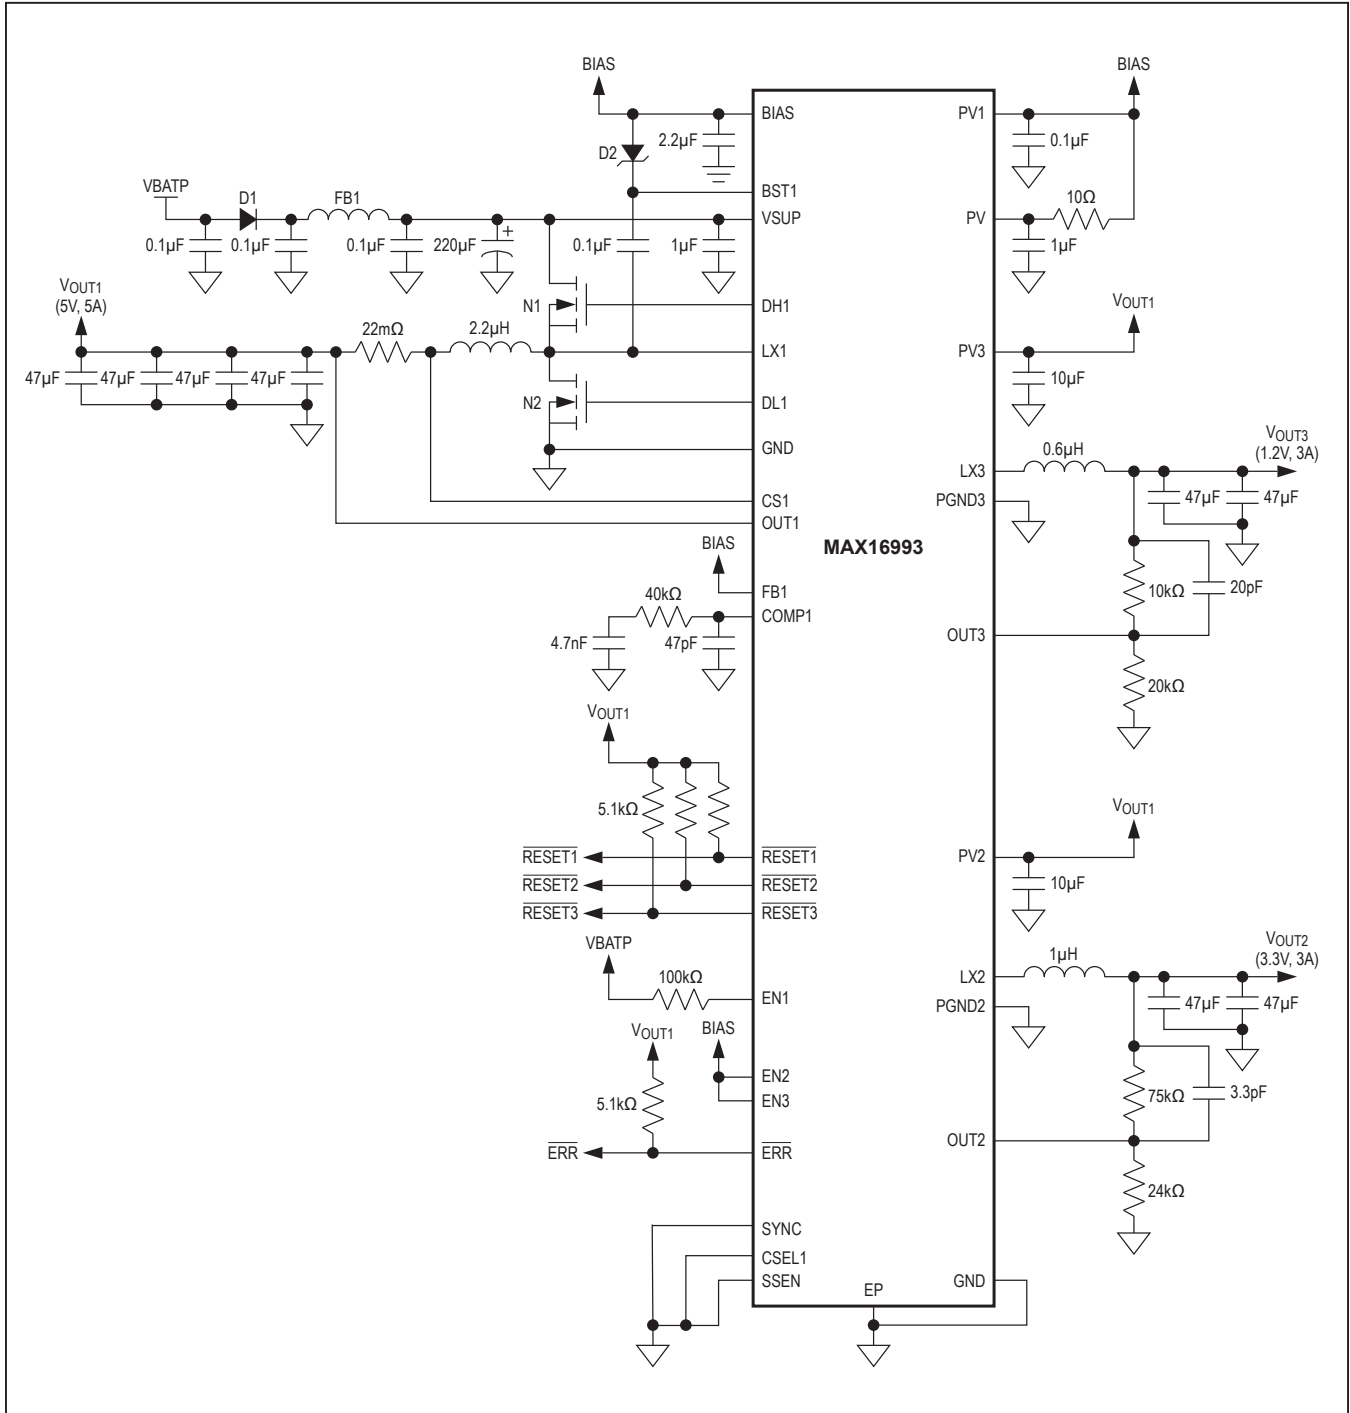 BIAS
BIAS
BIAS
PV1
2.2µF
0.1µF
D2
VBATP
D1
FB1
BST1
10Ω
VSUP
PV
0.1µF
0.1µF
0.1µF
220µF
+
0.1µF
1µF
1µF
VOUT1
(5V, 5A)
N1
DH1
VOUT1
22mΩ
2.2µH
LX1
PV3
47µF
47µF
47µF
47µF
10µF
N2
DL1
VOUT3
(1.2V, 3A)
GND
0.6µH
LX3
CS1
PGND3
47µF
47µF
OUT1
MAX16993
BIAS
FB1
40kΩ
10kΩ
20pF
COMP1
4.7nF
47pF
OUT3
20kΩ
VOUT1
5.1kΩ
VOUT1
RESET1
RESET1
PV2
RESET2
RESET2
10µF
RESET3
RESET3
VBATP
VOUT2
(3.3V, 3A)
1µH
100kΩ
LX2
EN1
PGND2
47µF
47µF
VOUT1
BIAS
EN2
5.1kΩ
EN3
75kΩ
3.3pF
OUT2
ERR
ERR
24kΩ
SYNC
CSEL1
SSEN
EP
GND